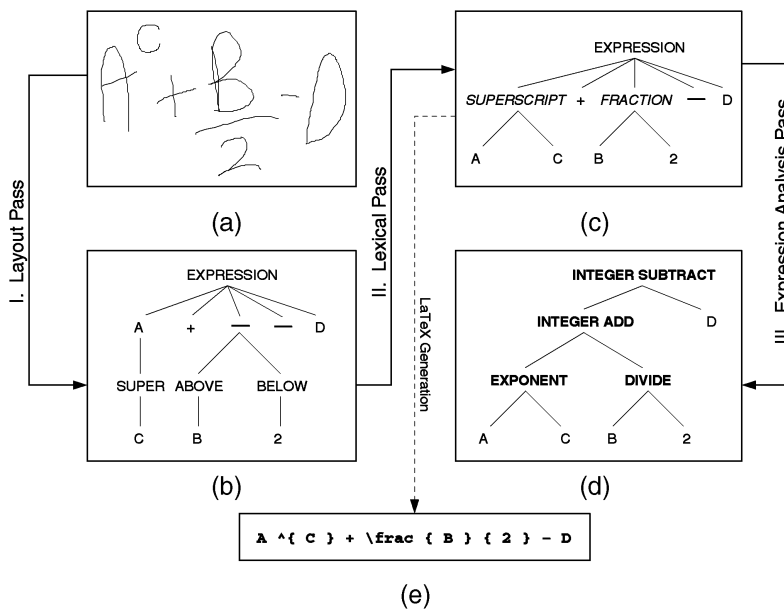 A^C + B/2 - D
(a)
I. Layout Pass
EXPRESSION
A + — — D
SUPER ABOVE BELOW
C B 2
(b)
II. Lexical Pass
EXPRESSION
SUPERSCRIPT + FRACTION — D
A C B 2
(c)
III. Expression Analysis Pass
INTEGER SUBTRACT
INTEGER ADD D
EXPONENT DIVIDE
A C B 2
(d)
LaTeX Generation
A ^{ C } + \frac { B } { 2 } - D
(e)